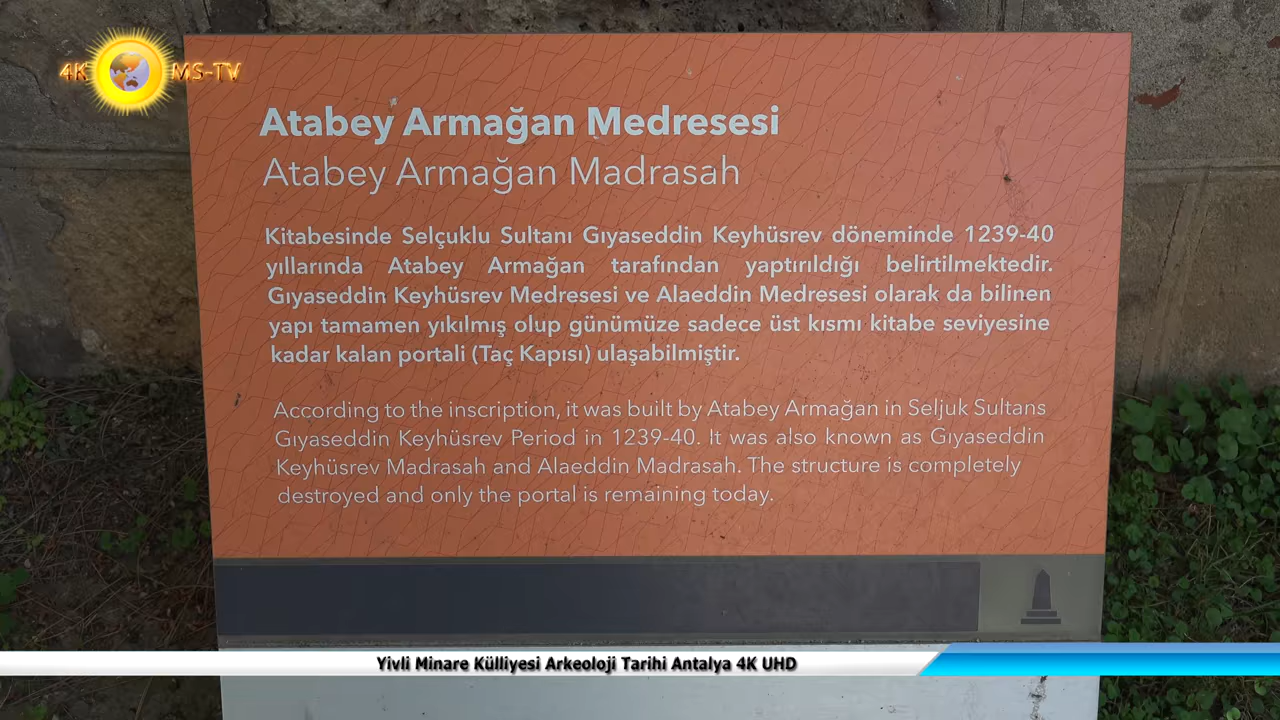 4K MS-TV
Atabey Armağan Medresesi
Atabey Armağan Madrasah
Kitabesinde Selçuklu Sultanı Gıyaseddin Keyhüsrev döneminde 1239-40
yıllarında Atabey Armağan tarafından yaptırıldığı belirtilmektedir.
Gıyaseddin Keyhüsrev Medresesi ve Alaeddin Medresesi olarak da bilinen
yapı tamamen yıkılmış olup günümüze sadece üst kısmı kitabe seviyesine
kadar kalan portali (Taç Kapısı) ulaşabilmiştir.
According to the inscription, it was built by Atabey Armağan in Seljuk Sultans
Gıyaseddin Keyhüsrev Period in 1239-40. It was also known as Gıyaseddin
Keyhüsrev Madrasah and Alaeddin Madrasah. The structure is completely
destroyed and only the portal is remaining today.
Yivli Minare Külliyesi Arkeoloji Tarihi Antalya 4K UHD